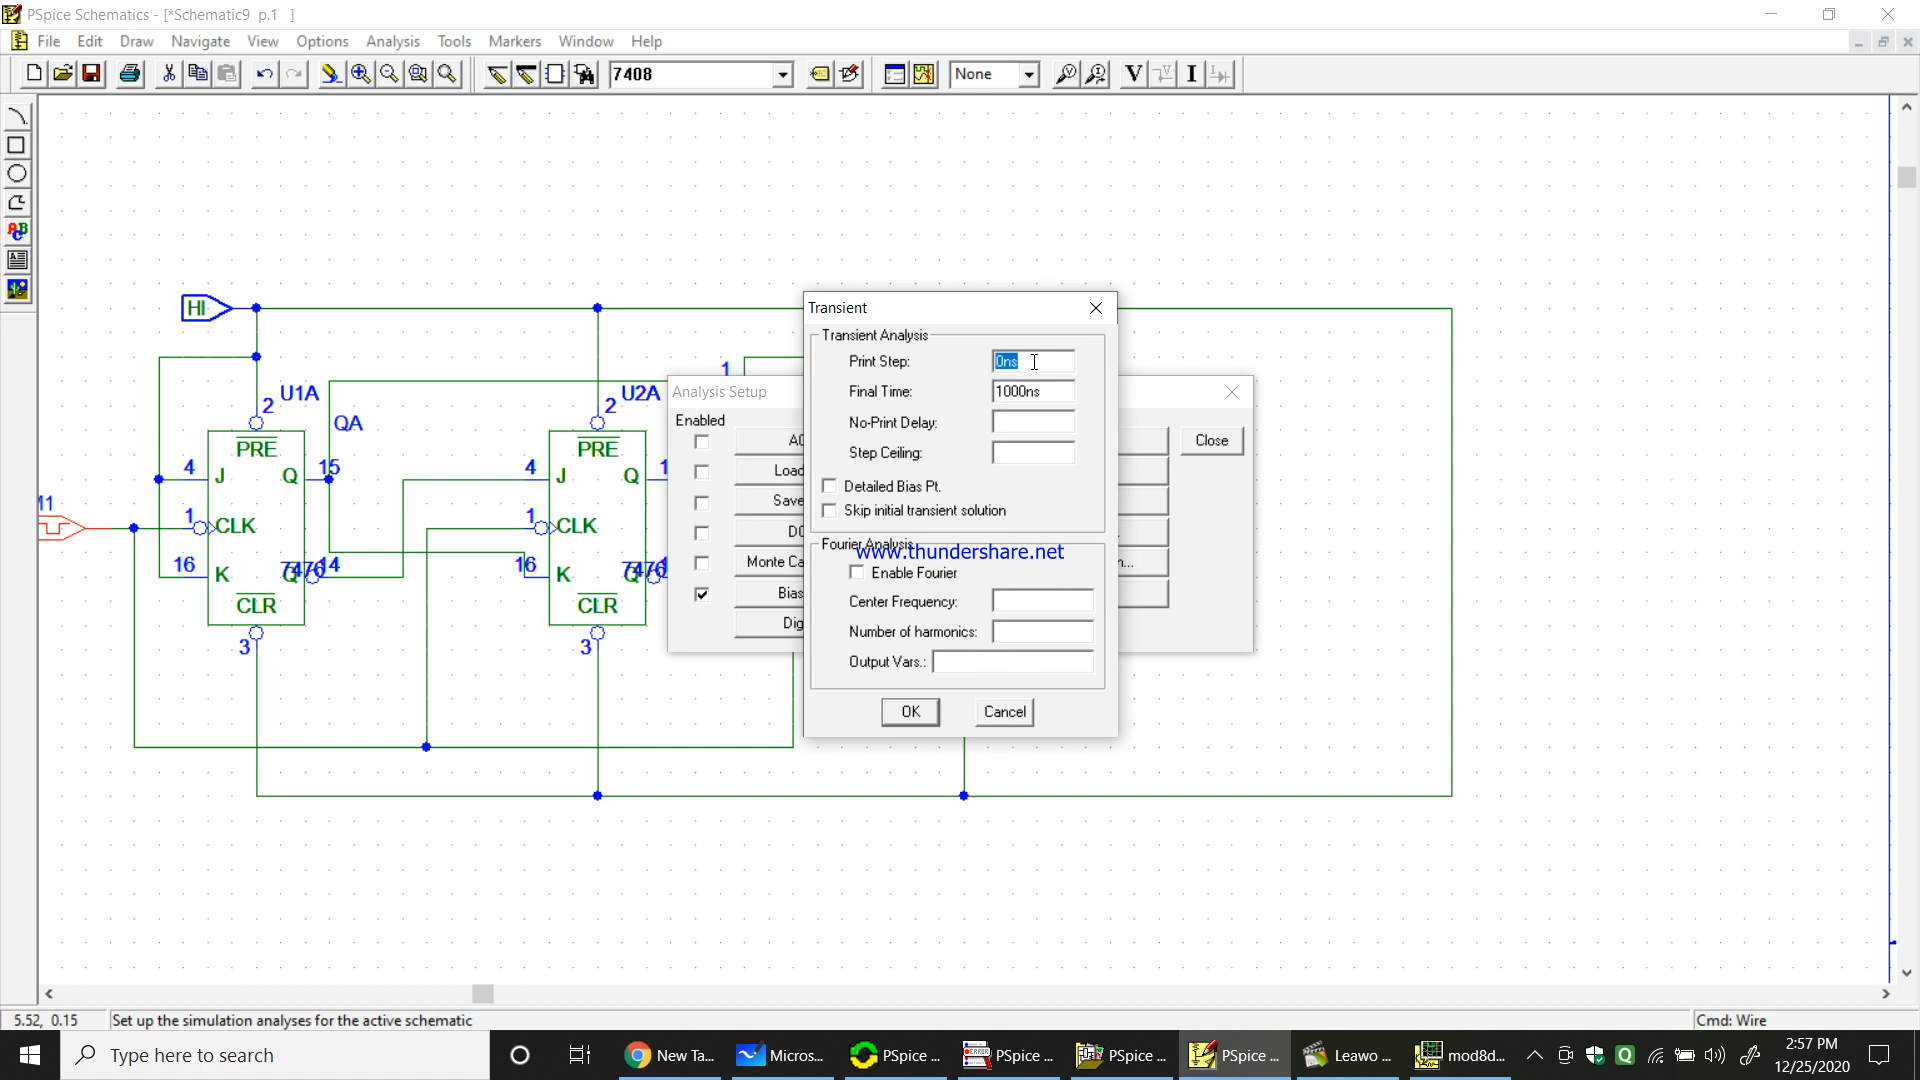 PSpice Schematics - [*Schematic9 p.1 ]
File Edit Draw Navigate View Options Analysis Tools Markers Window Help
7408 None V I
ABC
HI
Transient
Transient Analysis
Print Step: 0ns
Final Time: 1000ns
No-Print Delay:
Step Ceiling:
Detailed Bias Pt.
Skip initial transient solution
Fourier Analysis
www.thundershare.net
Enable Fourier
Center Frequency:
Number of harmonics:
Output Vars.:
OK Cancel
Analysis Setup
Enabled
Load
Save
Monte Ca
Bias
Dig
n...
Close
1
U1A
2
QA
PRE
4 J Q 15
1 CLK
16 K Q 14
7476
CLR
3
U2A
2
PRE
4 J Q 1
1 CLK
16 K Q
7476
CLR
3
5.52, 0.15 Set up the simulation analyses for the active schematic Cmd: Wire
Type here to search
New Ta... Micros... PSpice ... PSpice ... PSpice ... PSpice ... Leawo ... mod8d...
2:57 PM
12/25/2020